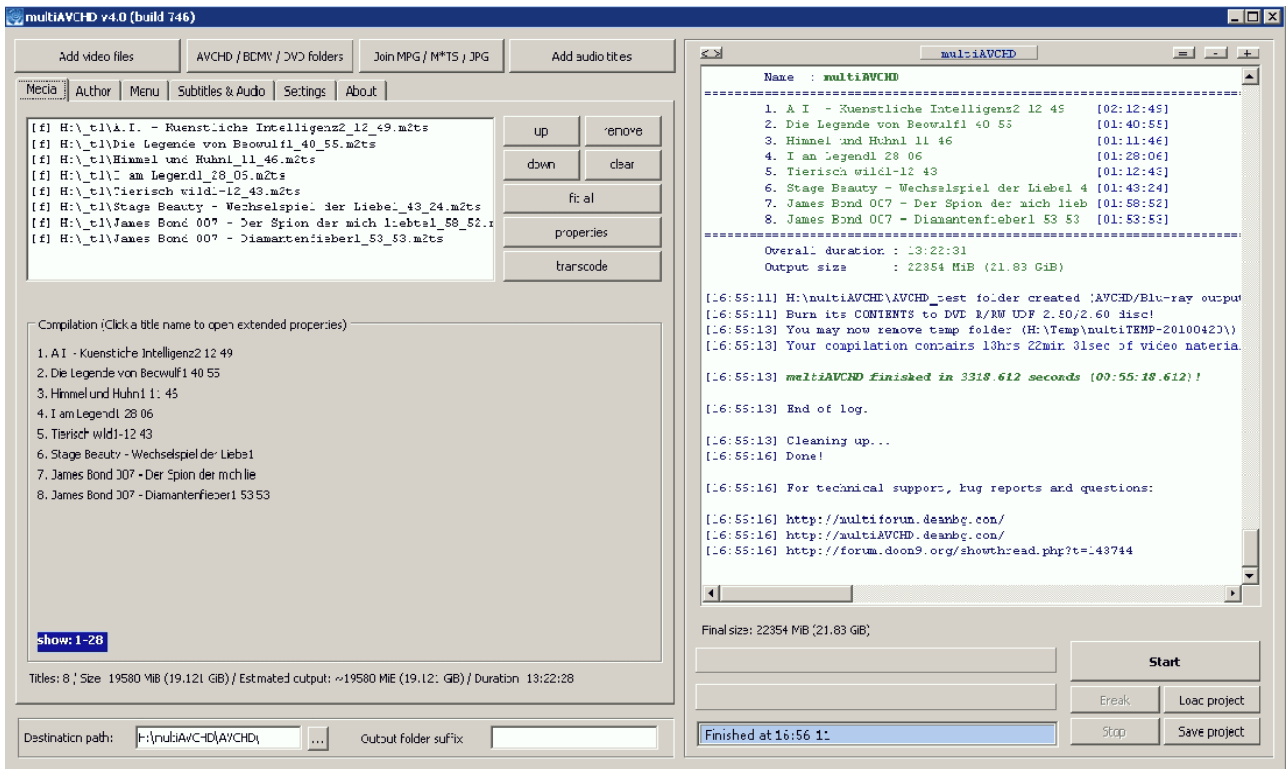 multiAVCHD v4.0 (build 746)
Add video files
AVCHD / BDMV / DVD folders
Join MPG / M*TS / JPG
Add audio titles
Media
Author
Menu
Subtitles & Audio
Settings
About
[f] H:\_t1\A.I. - Kuenstliche Intelligenz2_12_49.m2ts
[f] H:\_t1\Die Legende von Beowulf1_40_55.m2ts
[f] H:\_t1\Himmel und Huhn1_11_46.m2ts
[f] H:\_t1\I am Legend1_28_06.m2ts
[f] H:\_t1\Tierisch wild1-12_43.m2ts
[f] H:\_t1\Stage Beauty - Wechselspiel der Liebe1_43_24.m2ts
[f] H:\_t1\James Bond 007 - Der Spion der mich liebte1_58_52.m
[f] H:\_t1\James Bond 007 - Diamantenfieber1_53_53.m2ts
up
remove
down
clear
fit all
properties
transcode
Compilation (Click a title name to open extended properties)
1. A I - Kuenstliche Intelligenz2 12 49
2. Die Legende von Beowulf1 40 55
3. Himmel und Huhn1 11 46
4. I am Legend1 28 06
5. Tierisch wild1-12 43
6. Stage Beauty - Wechselspiel der Liebe1
7. James Bond 007 - Der Spion der mich lie
8. James Bond 007 - Diamantenfieber1 53 53
show: 1-28
Titles: 8 / Size 19580 MiB (19.121 GiB) / Estimated output: ~19580 MiB (19.121 GiB) / Duration 13:22:28
Destination path:
H:\multiAVCHD\AVCHD\
...
Output folder suffix
<>
multiAVCHD
=
-
+
Name : multiAVCHD
1. A I - Kuenstliche Intelligenz2 12 49 [02:12:49]
2. Die Legende von Beowulf1 40 55 [01:40:55]
3. Himmel und Huhn1 11 46 [01:11:46]
4. I am Legend1 28 06 [01:28:06]
5. Tierisch wild1-12 43 [01:12:43]
6. Stage Beauty - Wechselspiel der Liebe1 4 [01:43:24]
7. James Bond 007 - Der Spion der mich lieb [01:58:52]
8. James Bond 007 - Diamantenfieber1 53 53 [01:53:53]
Overall duration : 13:22:31
Output size : 22354 MiB (21.83 GiB)
[16:55:11] H:\multiAVCHD\AVCHD_test folder created (AVCHD/Blu-ray output
[16:55:11] Burn its CONTENTS to DVD R/RW UDF 2.50/2.60 disc!
[16:55:13] You may now remove temp folder (H:\Temp\multiTEMP-20100420\)
[16:55:13] Your compilation contains 13hrs 22min 31sec of video materia
[16:55:13] multiAVCHD finished in 3318.612 seconds (00:55:18.612)!
[16:55:13] End of log.
[16:55:13] Cleaning up...
[16:55:16] Done!
[16:55:16] For technical support, bug reports and questions:
[16:55:16] http://multiforum.deanbg.com/
[16:55:16] http://multiAVCHD.deanbg.com/
[16:55:16] http://forum.doom9.org/showthread.php?t=143744
Final size: 22354 MiB (21.83 GiB)
Start
Break
Load project
Finished at 16:56 11
Stop
Save project